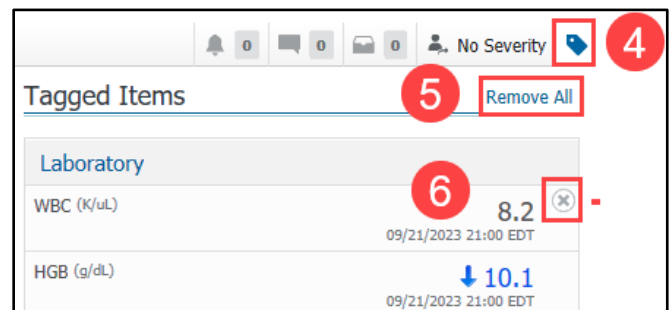 0 0 0 No Severity 4
Tagged Items 5 Remove All
Laboratory
WBC (K/uL) 6 8.2
09/21/2023 21:00 EDT
HGB (g/dL) 10.1
09/21/2023 21:00 EDT